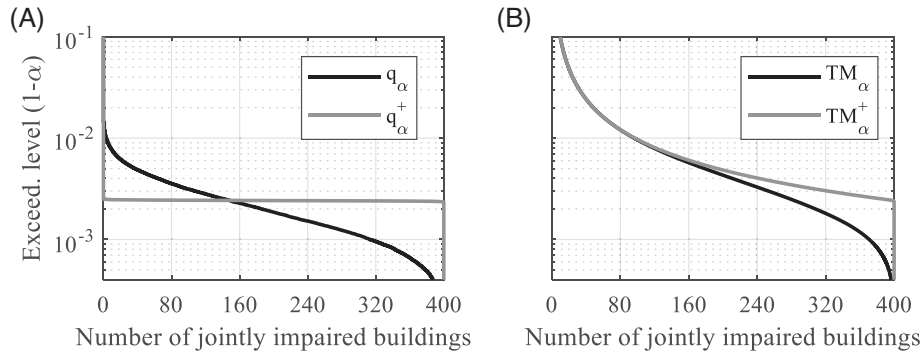 (A)
Exceed. level (1-α)
10⁻¹
10⁻²
10⁻³
q_α
q_α^+
0 80 160 240 320 400
Number of jointly impaired buildings
(B)
TM_α
TM_α^+
0 80 160 240 320 400
Number of jointly impaired buildings